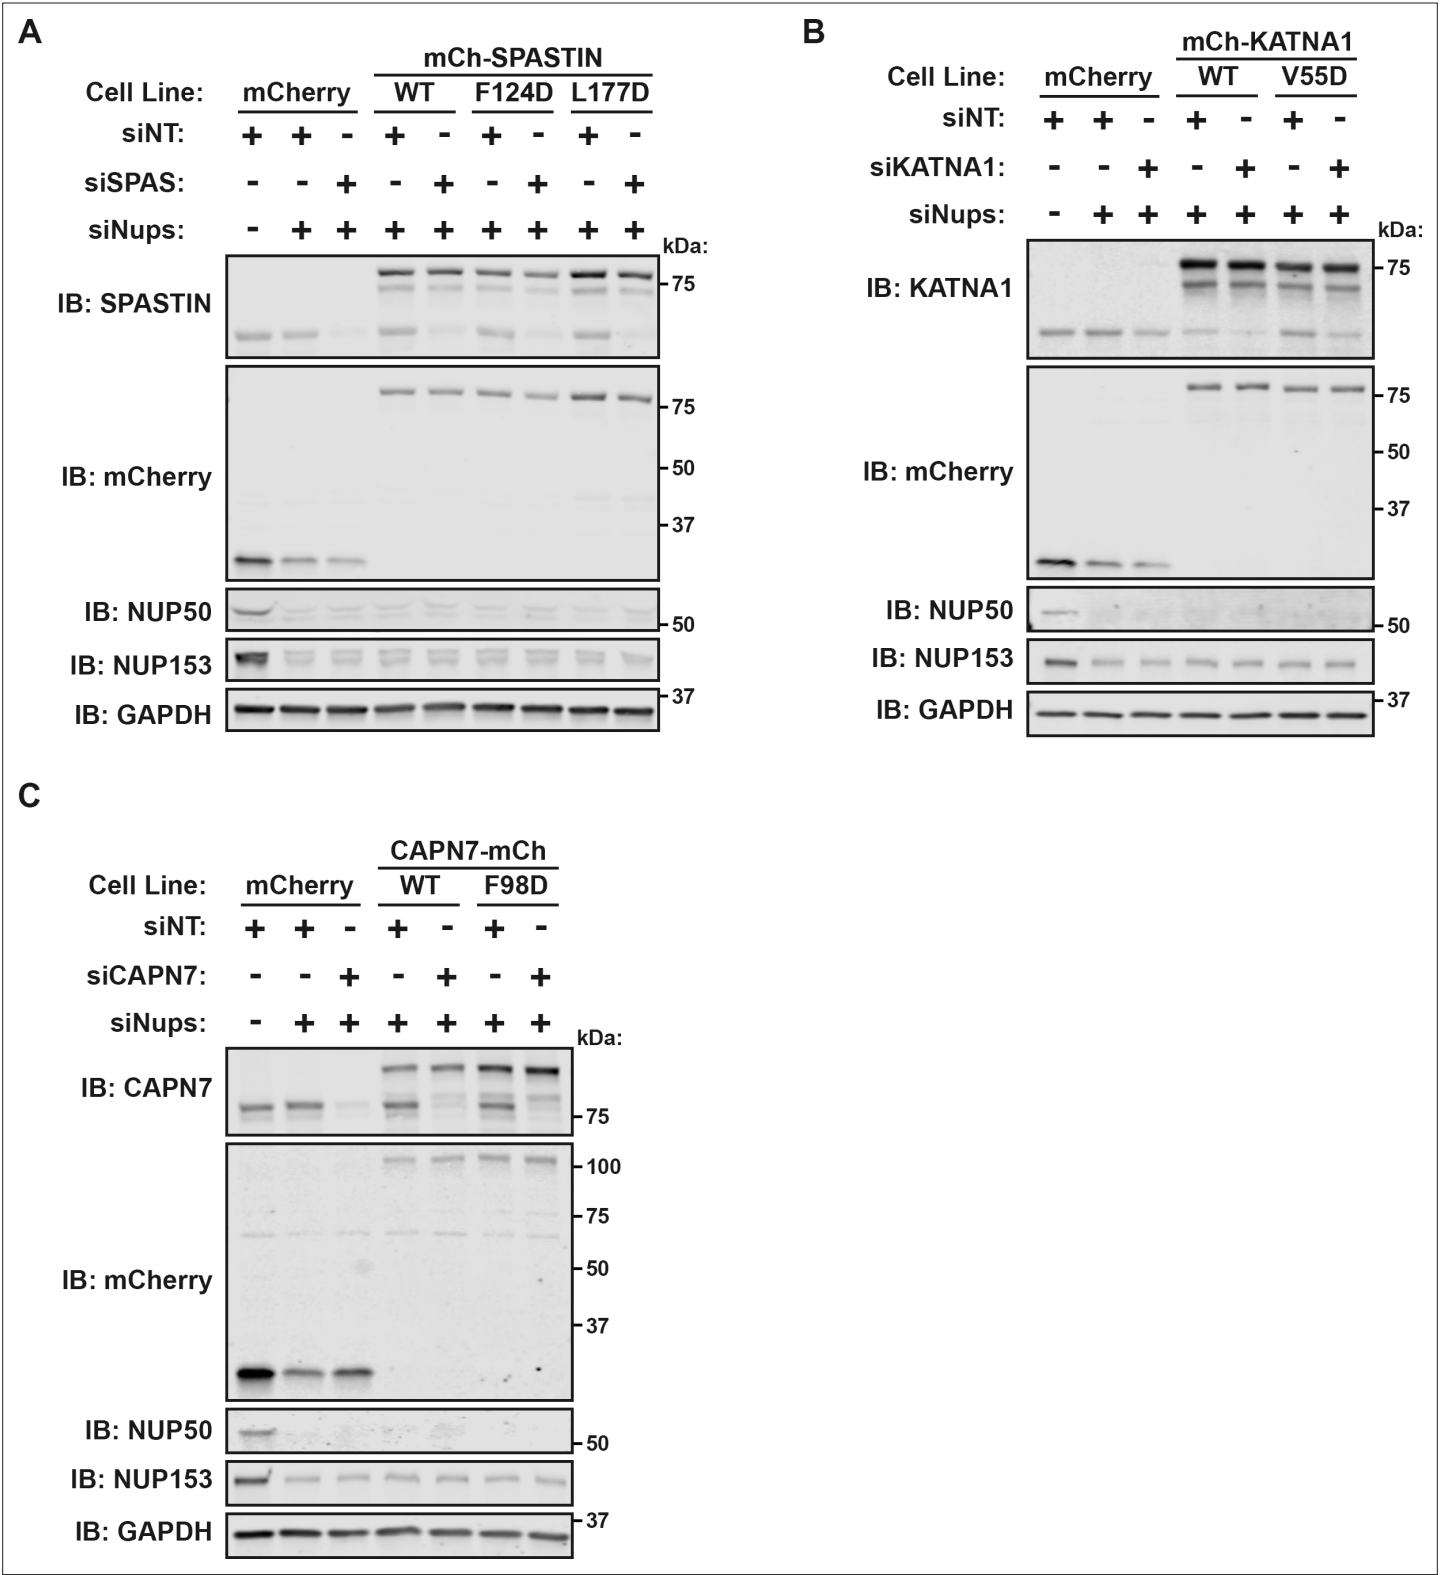 A
mCh-SPASTIN
Cell Line: mCherry WT F124D L177D
siNT: + + - + - + - + -
siSPAS: - - + - + - + - +
siNups: - + + + + + + + +
kDa:
IB: SPASTIN
75
IB: mCherry
75
50
37
IB: NUP50
50
IB: NUP153
IB: GAPDH
37
B
mCh-KATNA1
Cell Line: mCherry WT V55D
siNT: + + - + - + -
siKATNA1: - - + - + - +
siNups: - + + + + + +
kDa:
IB: KATNA1
75
IB: mCherry
75
50
37
IB: NUP50
50
IB: NUP153
IB: GAPDH
37
C
CAPN7-mCh
Cell Line: mCherry WT F98D
siNT: + + - + - + -
siCAPN7: - - + - + - +
siNups: - + + + + + +
kDa:
IB: CAPN7
75
IB: mCherry
100
75
50
37
IB: NUP50
50
IB: NUP153
IB: GAPDH
37